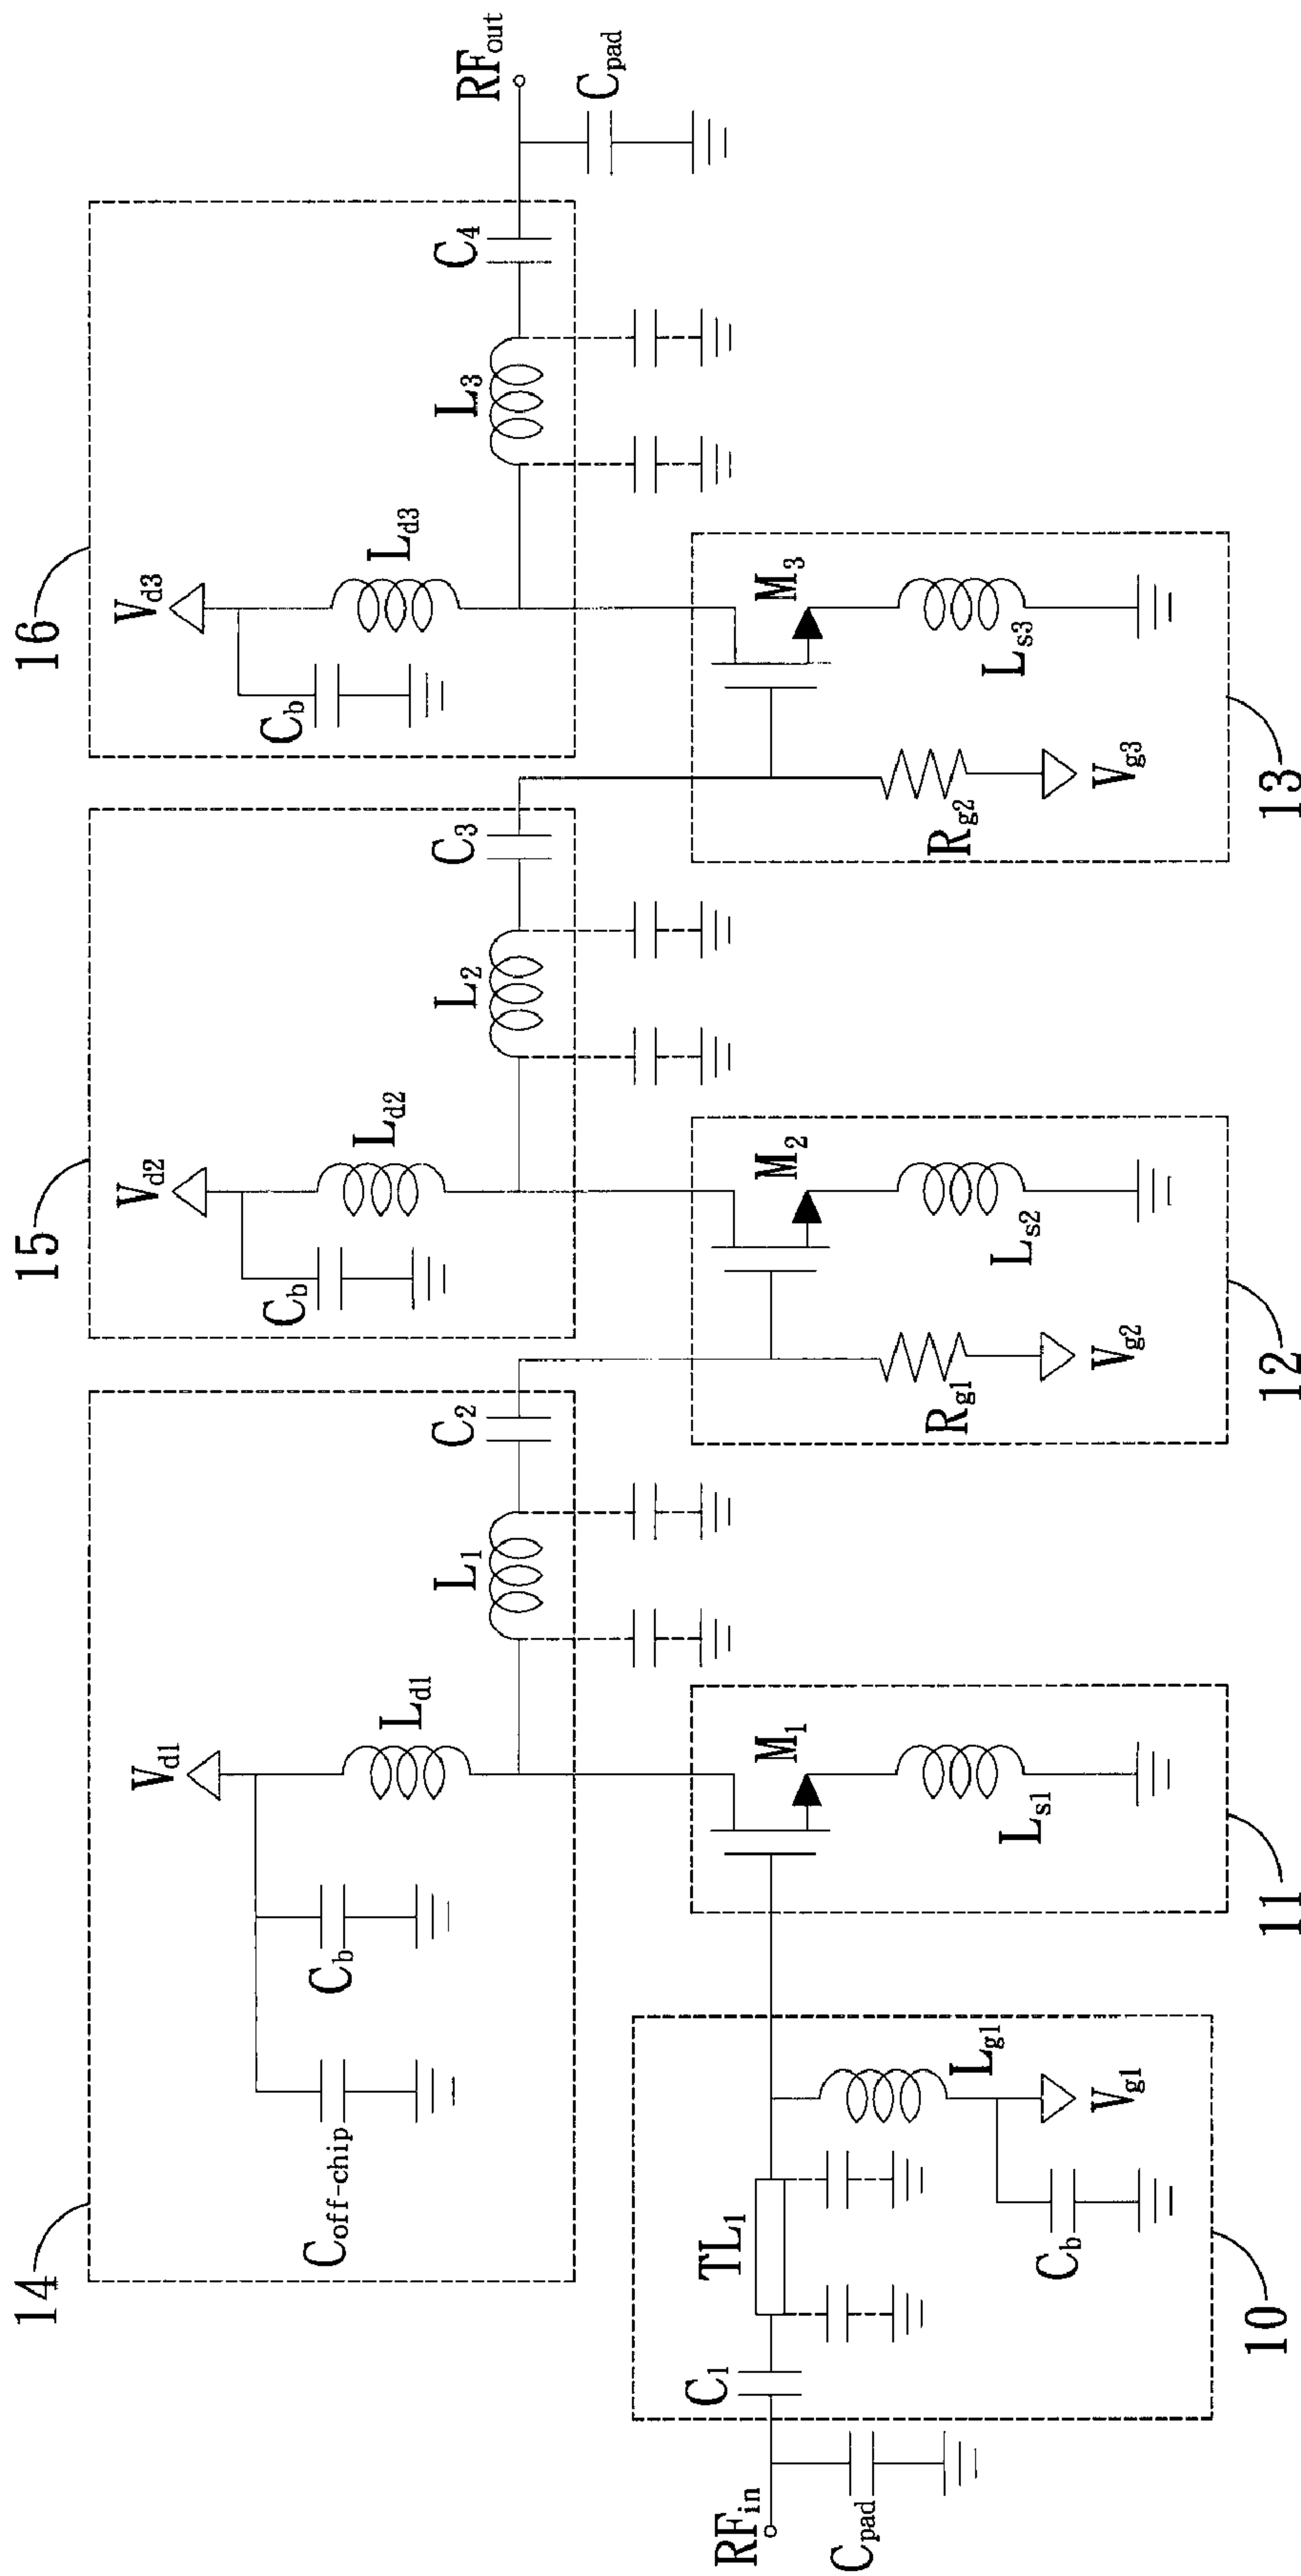 14
15
16
Vd1
Vd2
Vd3
Coff-chip
Cb
Ld1
Cb
Ld2
Cb
Ld3
L1
C2
L2
C3
L3
C4
RFout
Cpad
RFin
Cpad
C1
TL1
Lg1
Cb
Vg1
M1
Ls1
Rg1
Vg2
M2
Ls2
Rg2
Vg3
M3
Ls3
10
11
12
13